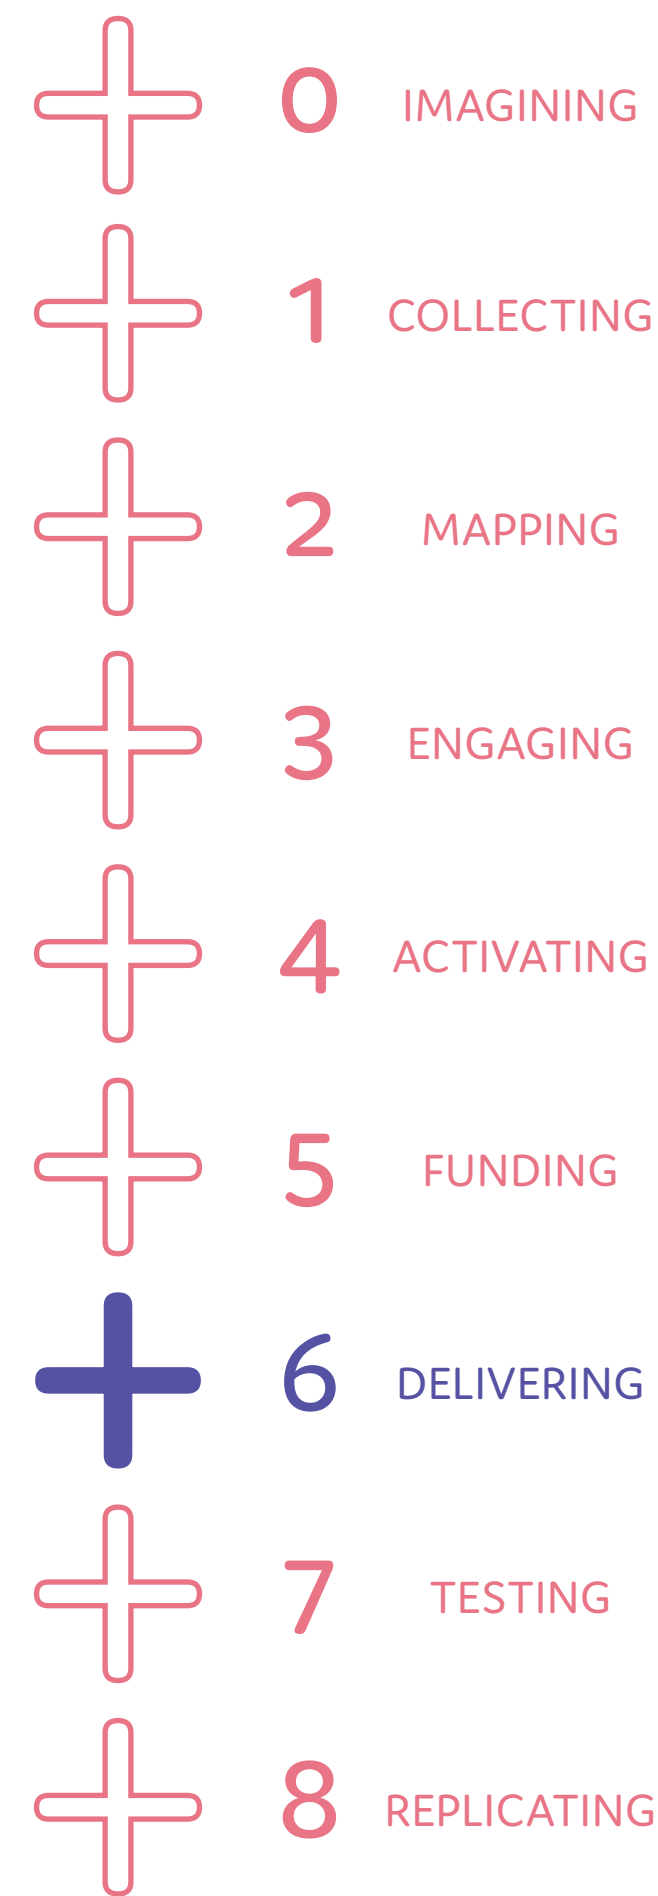 0 IMAGINING
1 COLLECTING
2 MAPPING
3 ENGAGING
4 ACTIVATING
5 FUNDING
6 DELIVERING
7 TESTING
8 REPLICATING